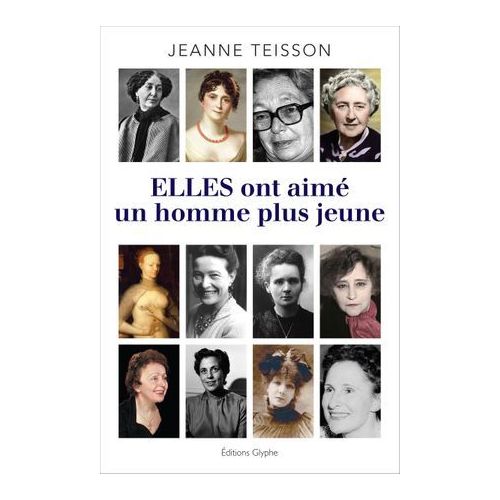 JEANNE TEISSON
ELLES ont aimé
un homme plus jeune
Éditions Glyphe